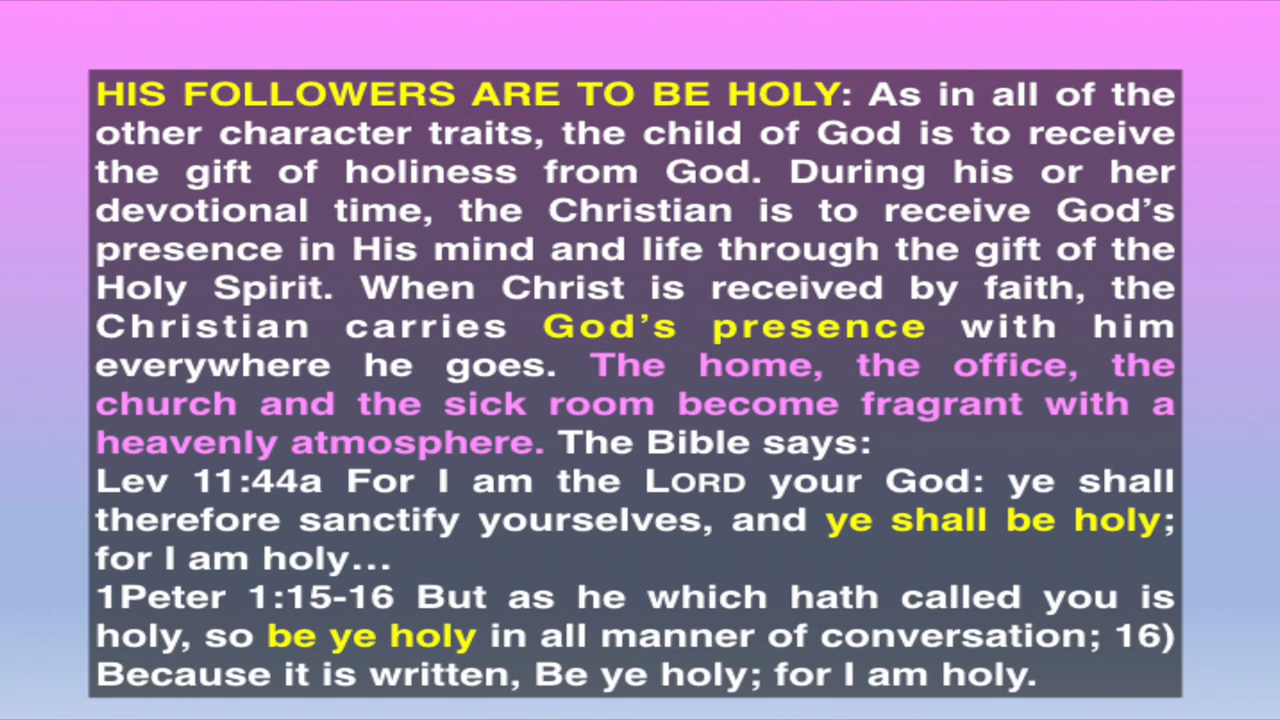 HIS FOLLOWERS ARE TO BE HOLY: As in all of the
other character traits, the child of God is to receive
the gift of holiness from God. During his or her
devotional time, the Christian is to receive God’s
presence in His mind and life through the gift of the
Holy Spirit. When Christ is received by faith, the
Christian carries God’s presence with him
everywhere he goes. The home, the office, the
church and the sick room become fragrant with a
heavenly atmosphere. The Bible says:
Lev 11:44a For I am the LORD your God: ye shall
therefore sanctify yourselves, and ye shall be holy;
for I am holy…
1Peter 1:15-16 But as he which hath called you is
holy, so be ye holy in all manner of conversation; 16)
Because it is written, Be ye holy; for I am holy.